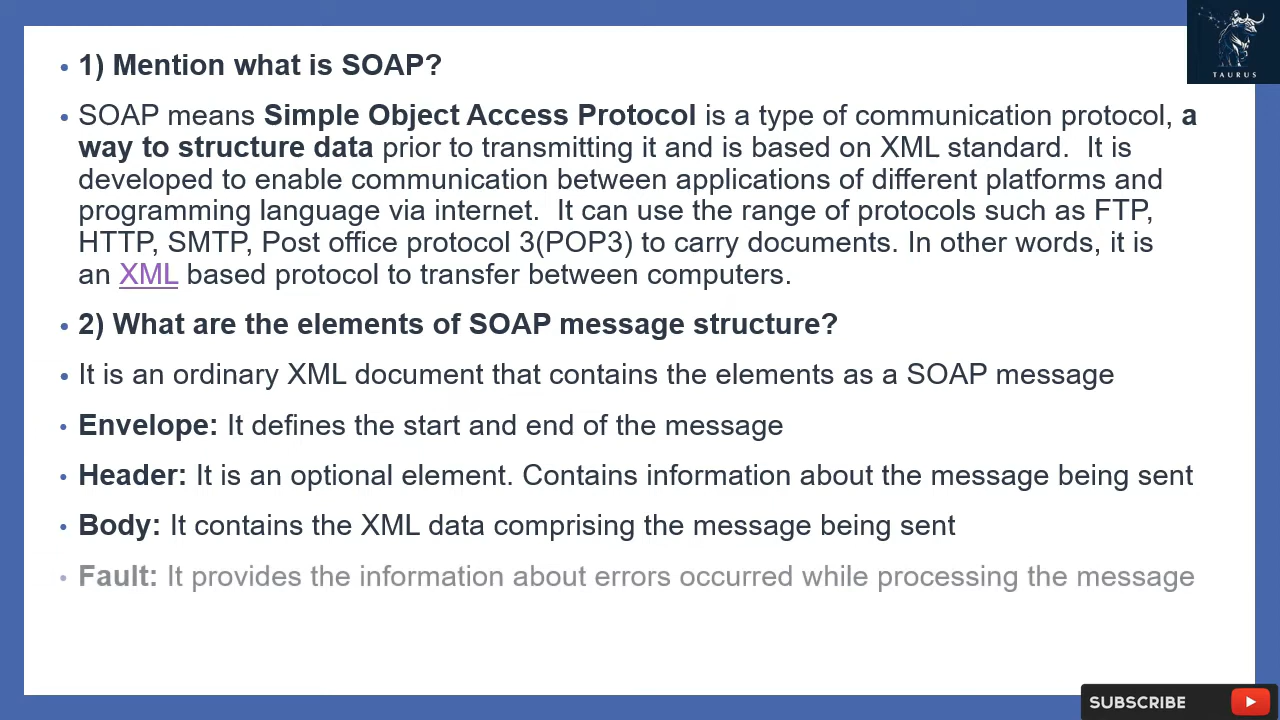 TAURUS
• 1) Mention what is SOAP?
• SOAP means Simple Object Access Protocol is a type of communication protocol, a
way to structure data prior to transmitting it and is based on XML standard.  It is
developed to enable communication between applications of different platforms and
programming language via internet.  It can use the range of protocols such as FTP,
HTTP, SMTP, Post office protocol 3(POP3) to carry documents. In other words, it is
an XML based protocol to transfer between computers.
• 2) What are the elements of SOAP message structure?
• It is an ordinary XML document that contains the elements as a SOAP message
• Envelope: It defines the start and end of the message
• Header: It is an optional element. Contains information about the message being sent
• Body: It contains the XML data comprising the message being sent
• Fault: It provides the information about errors occurred while processing the message
SUBSCRIBE